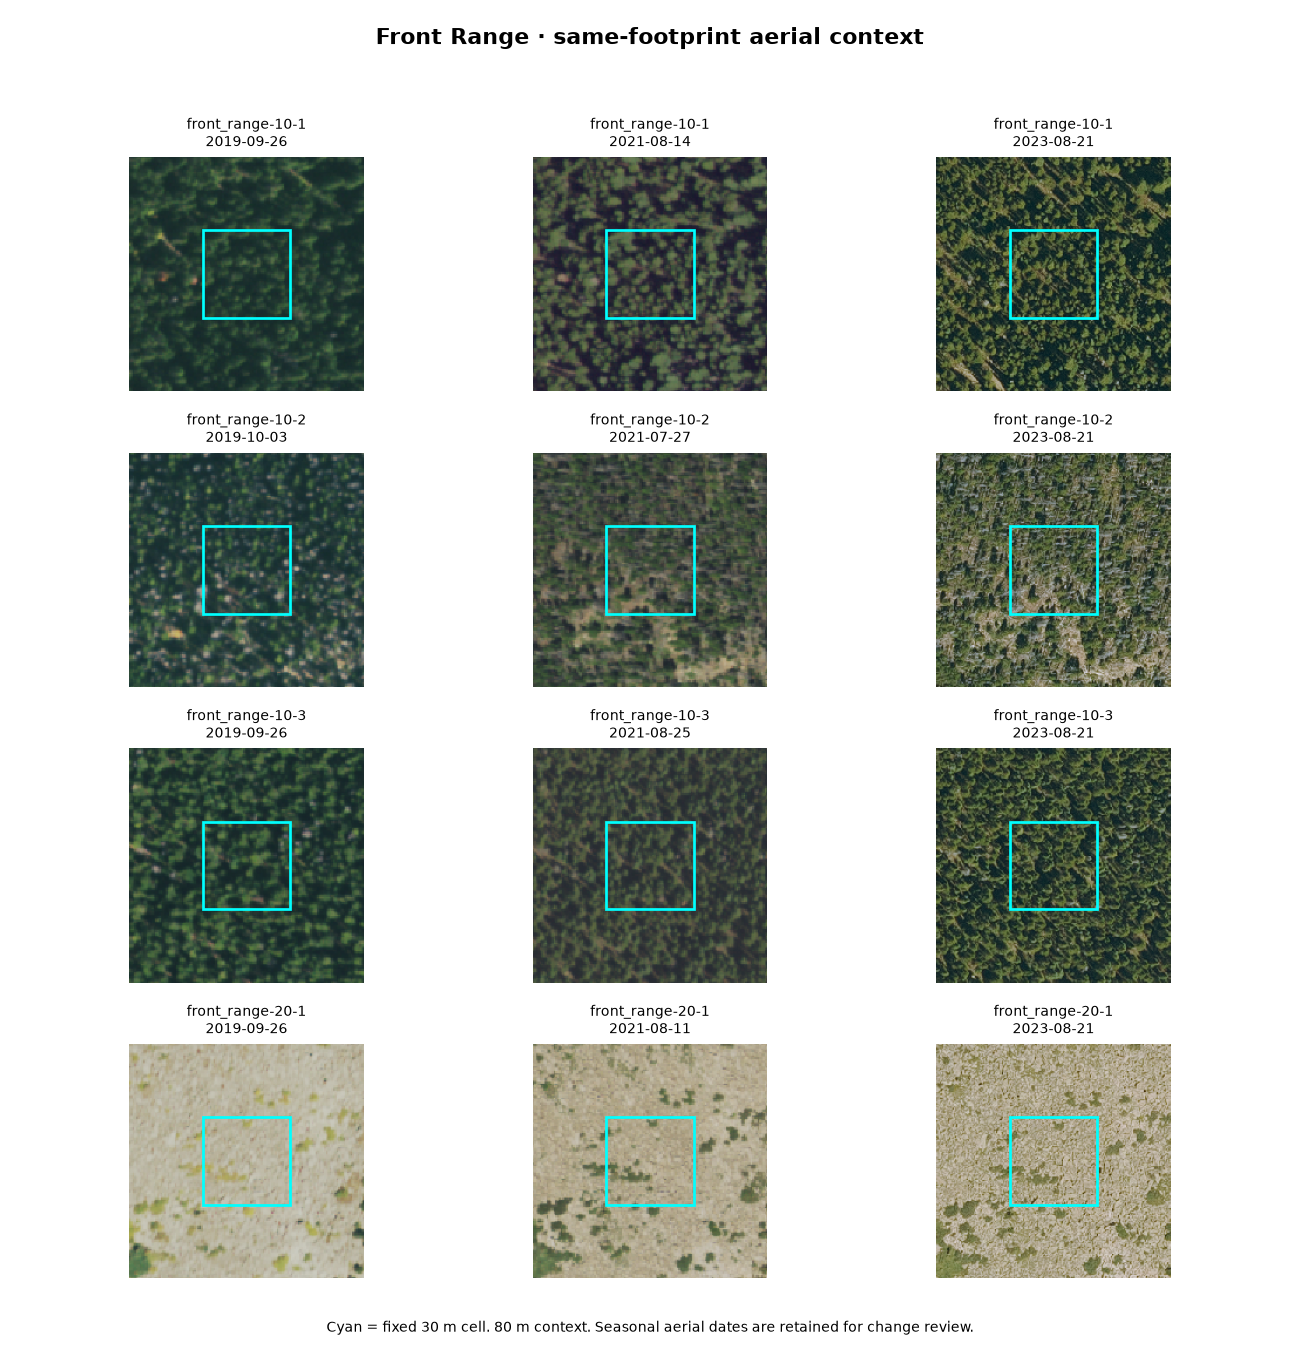 Front Range · same-footprint aerial context
front_range-10-1
2019-09-26
front_range-10-1
2021-08-14
front_range-10-1
2023-08-21
front_range-10-2
2019-10-03
front_range-10-2
2021-07-27
front_range-10-2
2023-08-21
front_range-10-3
2019-09-26
front_range-10-3
2021-08-25
front_range-10-3
2023-08-21
front_range-20-1
2019-09-26
front_range-20-1
2021-08-11
front_range-20-1
2023-08-21
Cyan = fixed 30 m cell. 80 m context. Seasonal aerial dates are retained for change review.